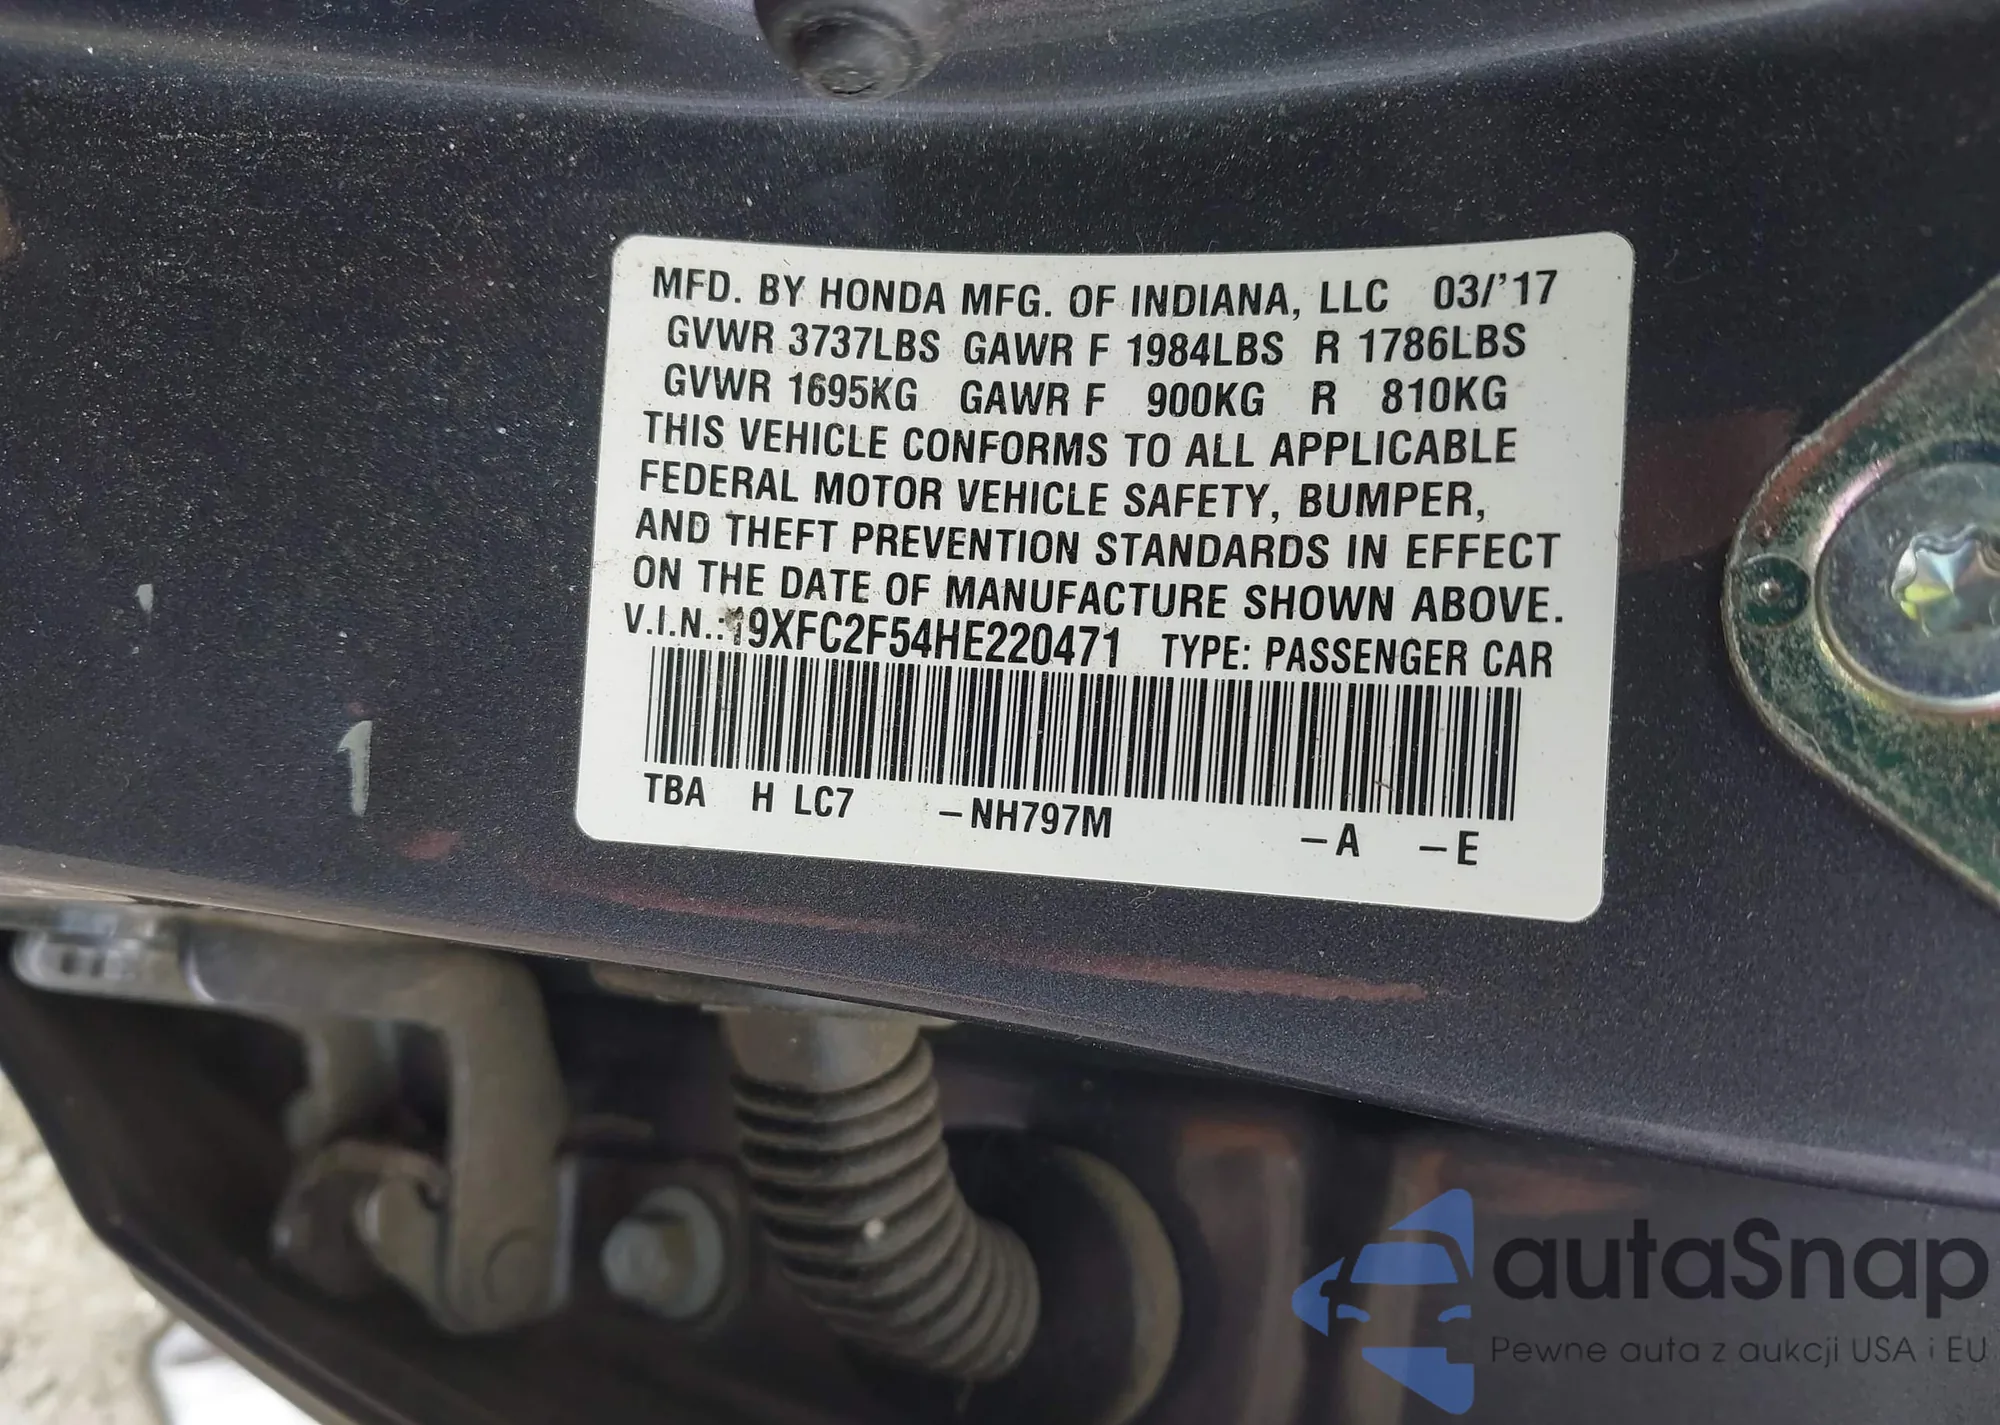 MFD. BY HONDA MFG. OF INDIANA, LLC 03/'17
GVWR 3737LBS GAWR F 1984LBS R 1786LBS
GVWR 1695KG GAWR F 900KG R 810KG
THIS VEHICLE CONFORMS TO ALL APPLICABLE
FEDERAL MOTOR VEHICLE SAFETY, BUMPER,
AND THEFT PREVENTION STANDARDS IN EFFECT
ON THE DATE OF MANUFACTURE SHOWN ABOVE.
V.I.N.:19XFC2F54HE220471 TYPE: PASSENGER CAR
TBA H LC7 -NH797M -A -E
autaSnap
Pewne auta z aukcji USA i EU